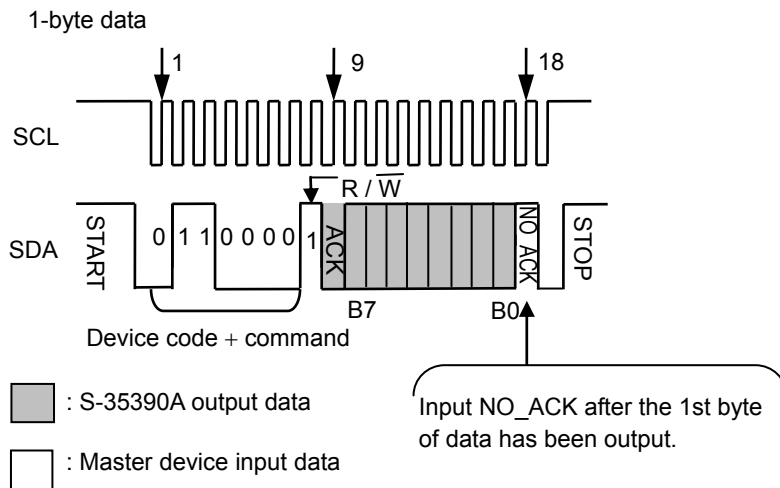 1-byte data
1 9 18
SCL
R / W
SDA START 0 1 1 0 0 0 0 1 ACK NO ACK STOP
B7 B0
Device code + command
: S-35390A output data
: Master device input data
Input NO_ACK after the 1st byte
of data has been output.